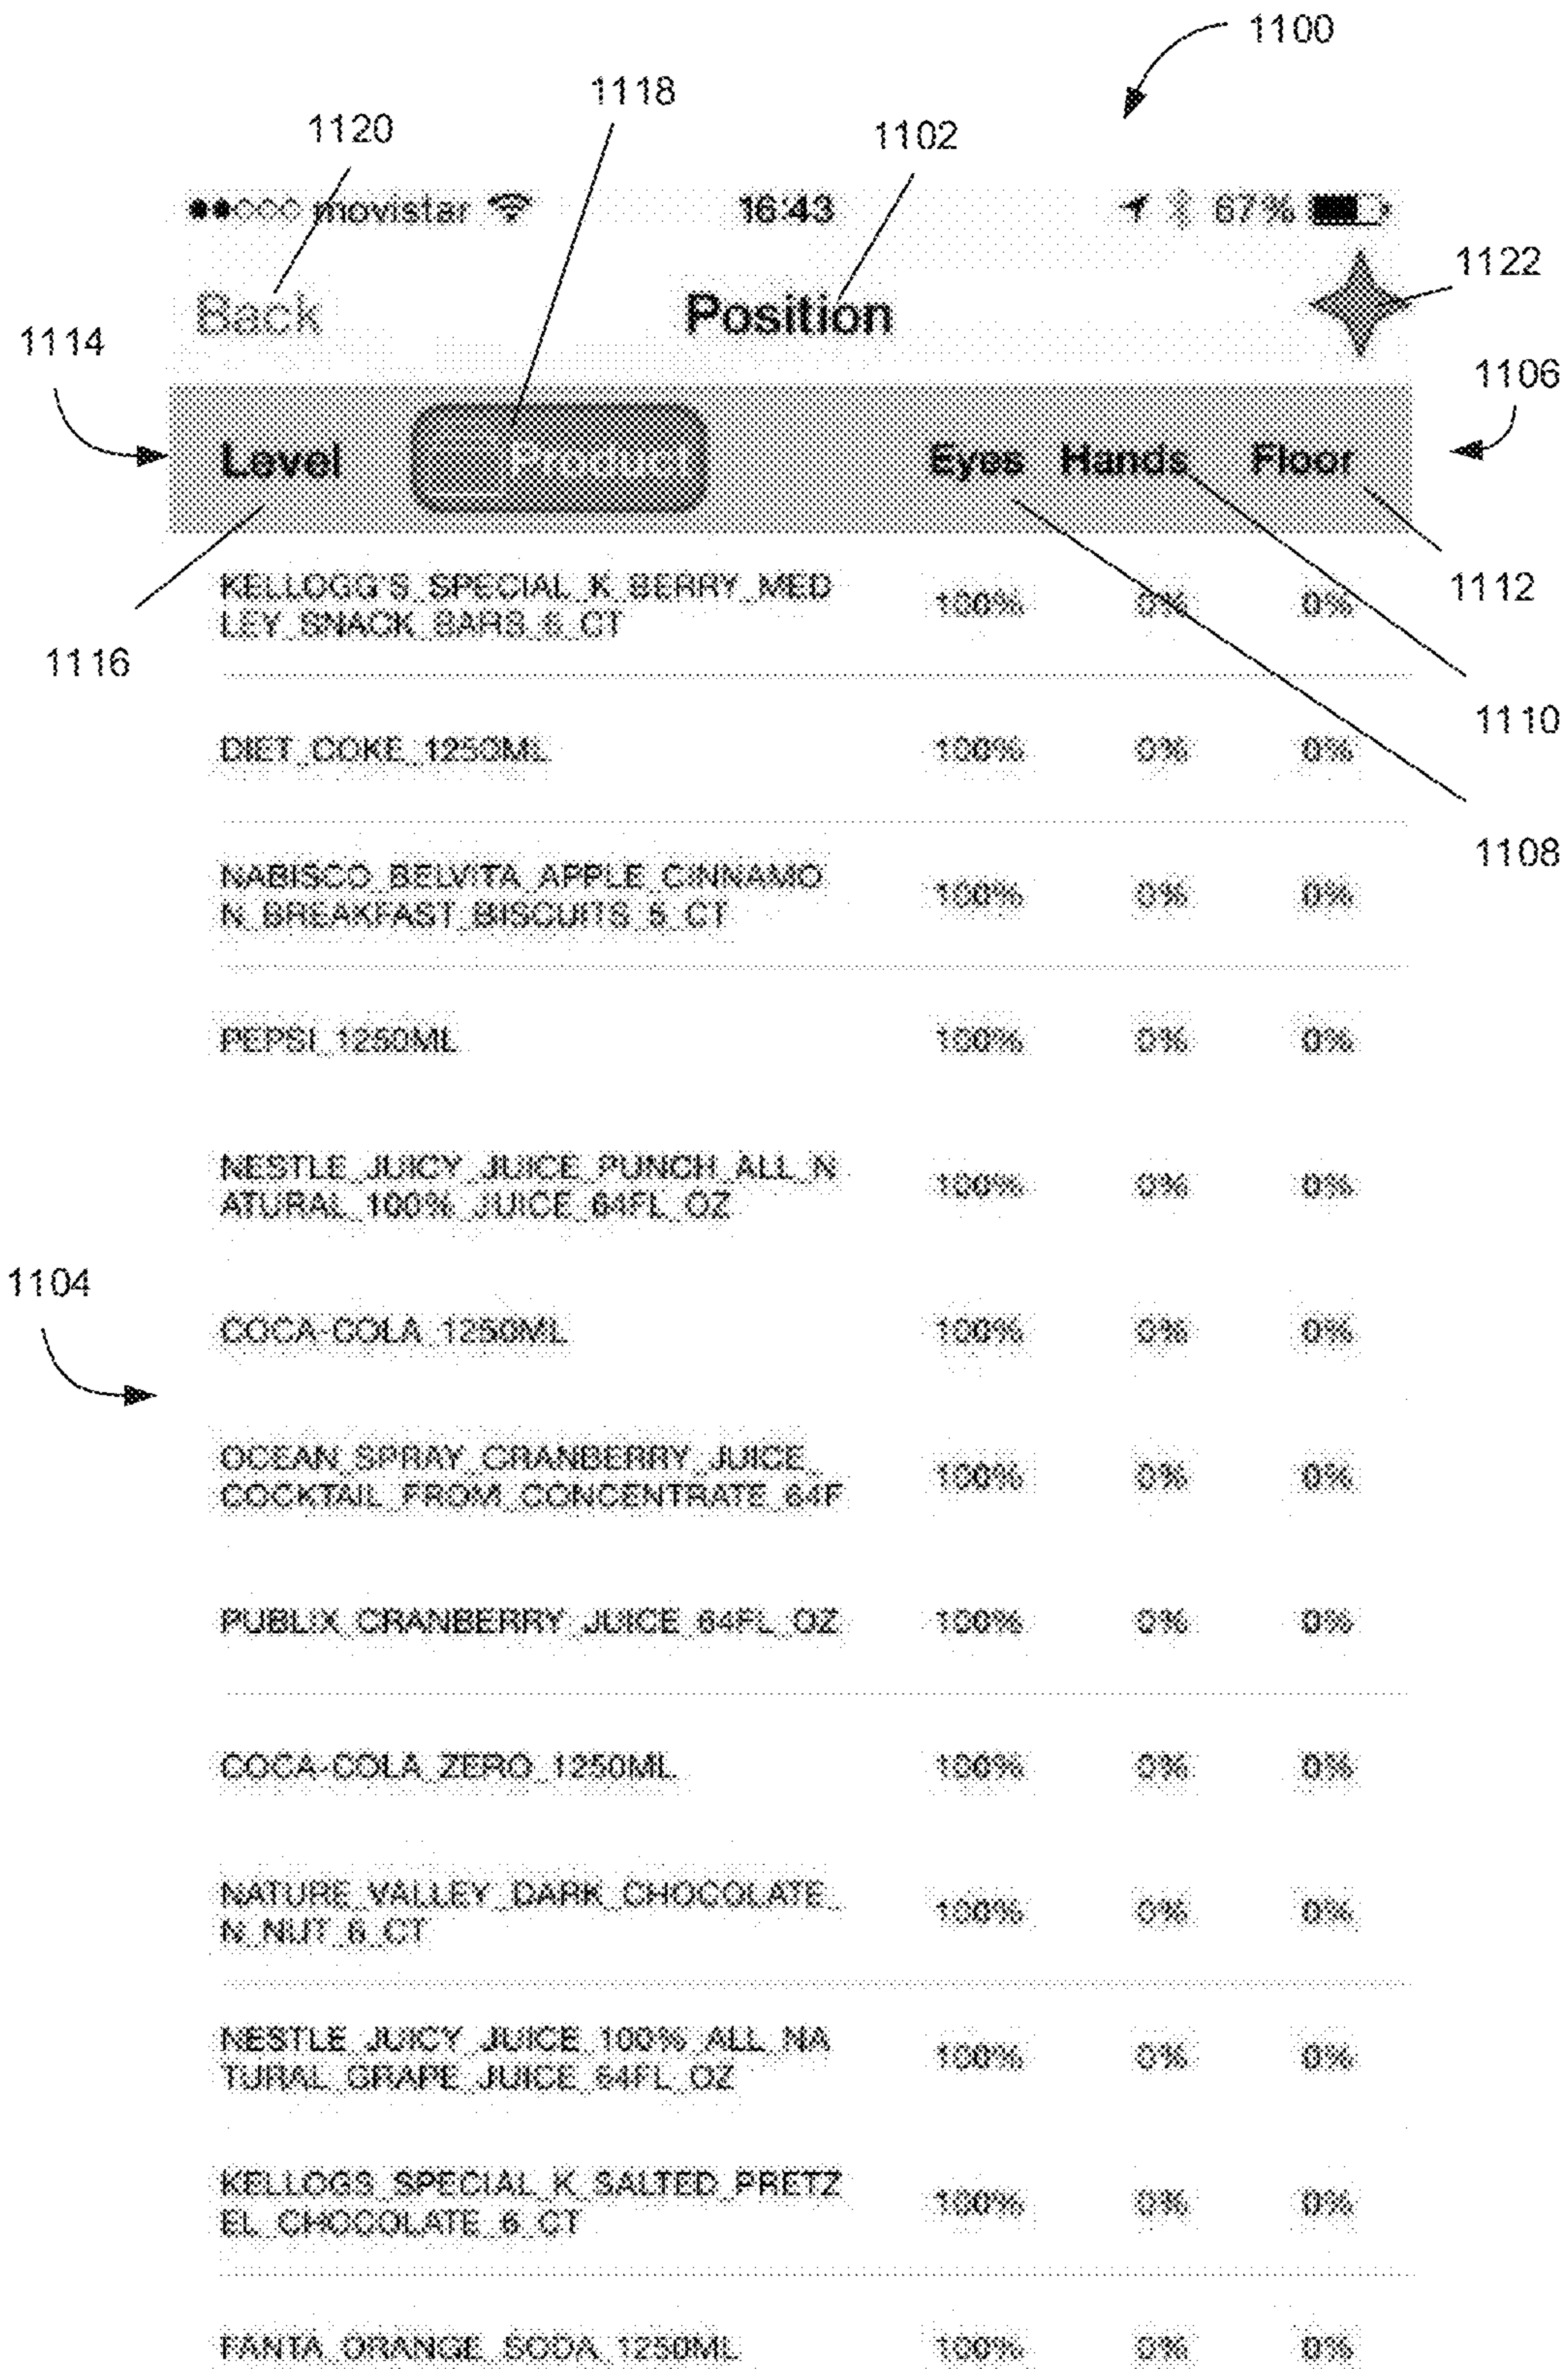 1100
1118
1120
1102
movistar 16:43 67%
1122
Back Position
1114
1106
Level Product Eyes Hands Floor
KELLOGG'S_SPECIAL_K_BERRY_MED
LEY_SNACK_BARS_6_CT 100% 0% 0%
1112
1116
1110
DIET_COKE_1250ML 100% 0% 0%
1108
NABISCO_BELVITA_APPLE_CINNAMO
N_BREAKFAST_BISCUITS_5_CT 100% 0% 0%
PEPSI_1250ML 100% 0% 0%
NESTLE_JUICY_JUICE_PUNCH_ALL_N
ATURAL_100%_JUICE_64FL_OZ 100% 0% 0%
1104
COCA-COLA_1250ML 100% 0% 0%
OCEAN_SPRAY_CRANBERRY_JUICE_
COCKTAIL_FROM_CONCENTRATE_64F 100% 0% 0%
PUBLIX_CRANBERRY_JUICE_64FL_OZ 100% 0% 0%
COCA-COLA_ZERO_1250ML 100% 0% 0%
NATURE_VALLEY_DARK_CHOCOLATE_
N_NUT_6_CT 100% 0% 0%
NESTLE_JUICY_JUICE_100%_ALL_NA
TURAL_GRAPE_JUICE_64FL_OZ 100% 0% 0%
KELLOGS_SPECIAL_K_SALTED_PRETZ
EL_CHOCOLATE_6_CT 100% 0% 0%
FANTA_ORANGE_SODA_1250ML 100% 0% 0%